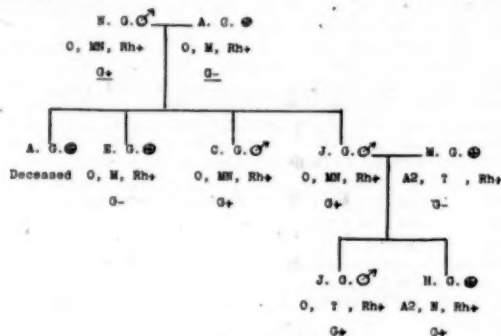 N. G.♂ A. G.
O, MN, Rh+ O, M, Rh+
G+ G-
A. G. E. G. C. G.♂ J. G.♂ M. G.
Deceased O, M, Rh+ O, MN, Rh+ O, MN, Rh+ A2, T , Rh+
G- G+ G+ G-
J. G.♂ H. G.
O, T , Rh+ A2, N, Rh+
G+ G+